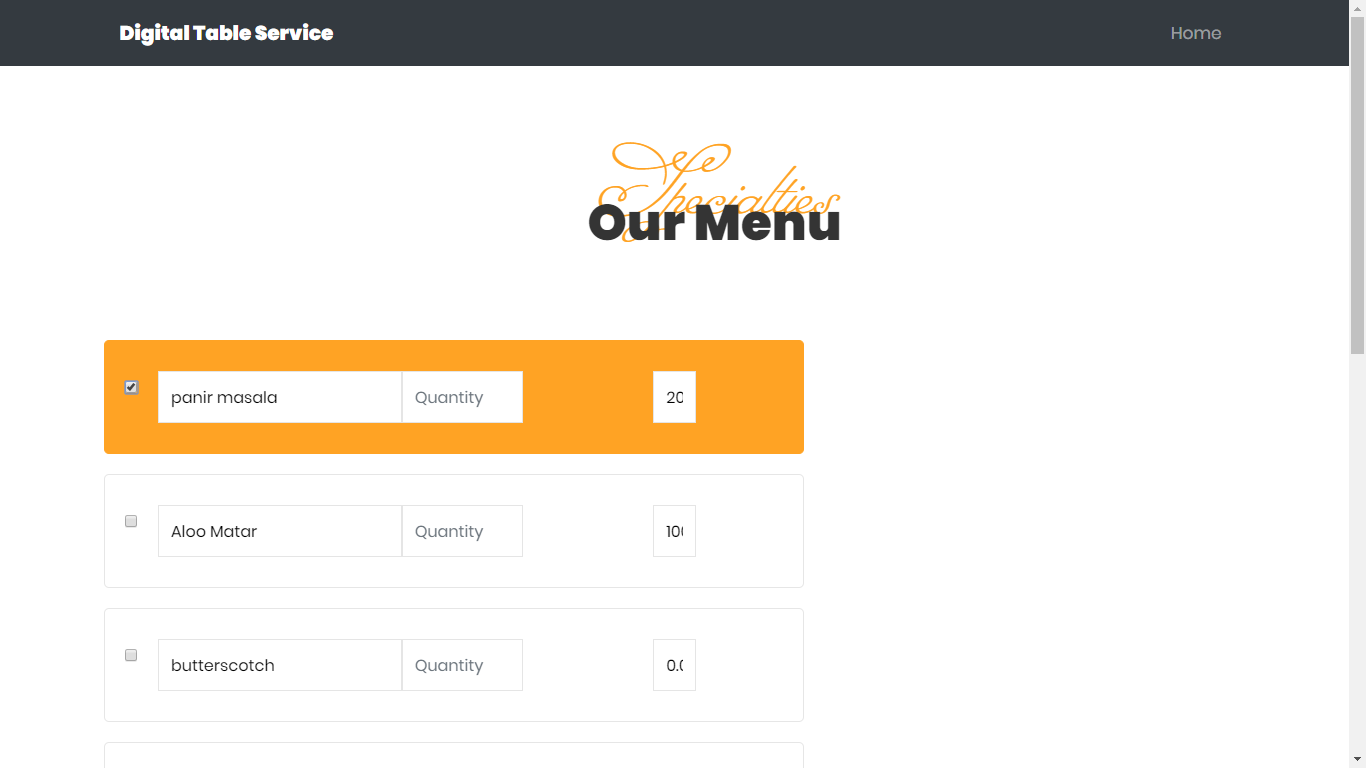 Digital Table Service Home
Specialties
Our Menu
panir masala Quantity
Aloo Matar Quantity
butterscotch Quantity